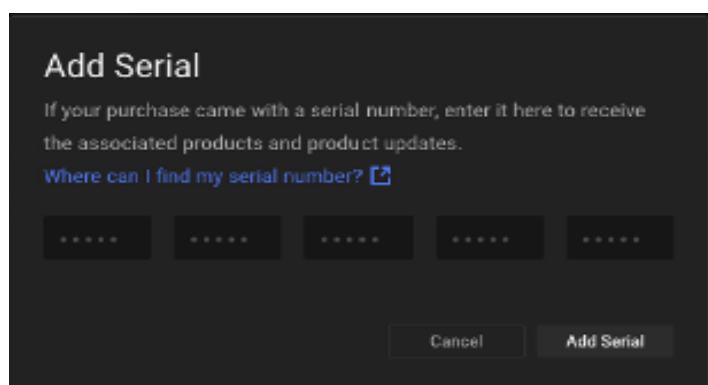 Add Serial
If your purchase came with a serial number, enter it here to receive
the associated products and product updates.
Where can I find my serial number?
***** ***** ***** ***** *****
Cancel Add Serial